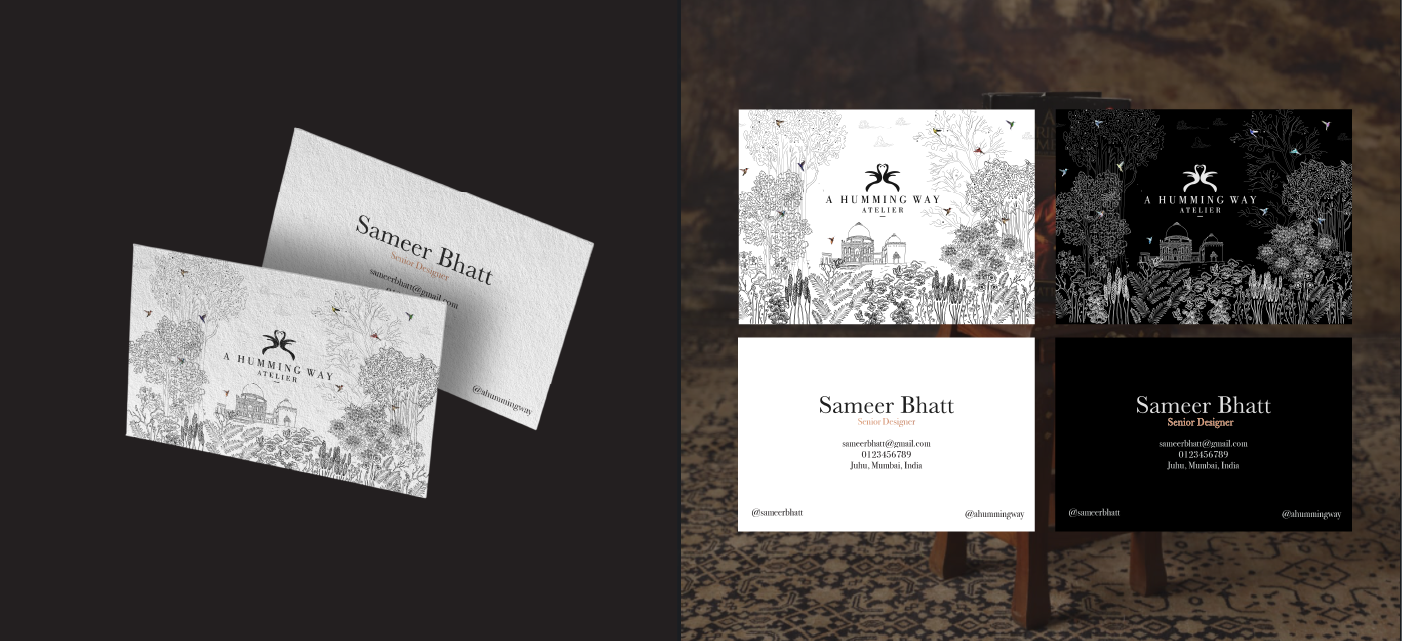 Sameer Bhatt
Senior Designer
sameerbhatt@gmail.com
@ahummingway
A HUMMING WAY
ATELIER
A HUMMING WAY
ATELIER
A HUMMING WAY
ATELIER
Sameer Bhatt
Senior Designer
sameerbhatt@gmail.com
0123456789
Juhu, Mumbai, India
@sameerbhatt
@ahummingway
Sameer Bhatt
Senior Designer
sameerbhatt@gmail.com
0123456789
Juhu, Mumbai, India
@sameerbhatt
@ahummingway